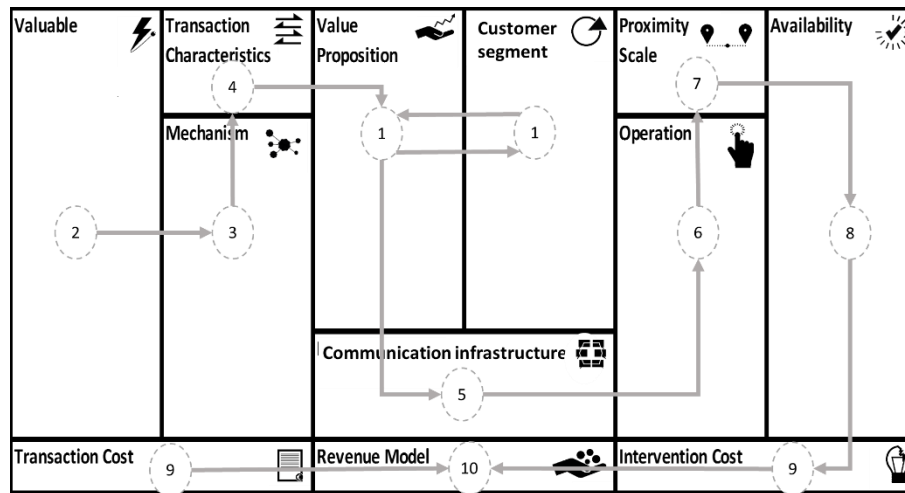 Valuable
Transaction
Characteristics
Value
Proposition
Customer
segment
Proximity
Scale
Availability
4
7
1
1
Mechanism
Operation
2
3
6
8
Communication infrastructure
5
Transaction Cost
9
Revenue Model
10
Intervention Cost
9